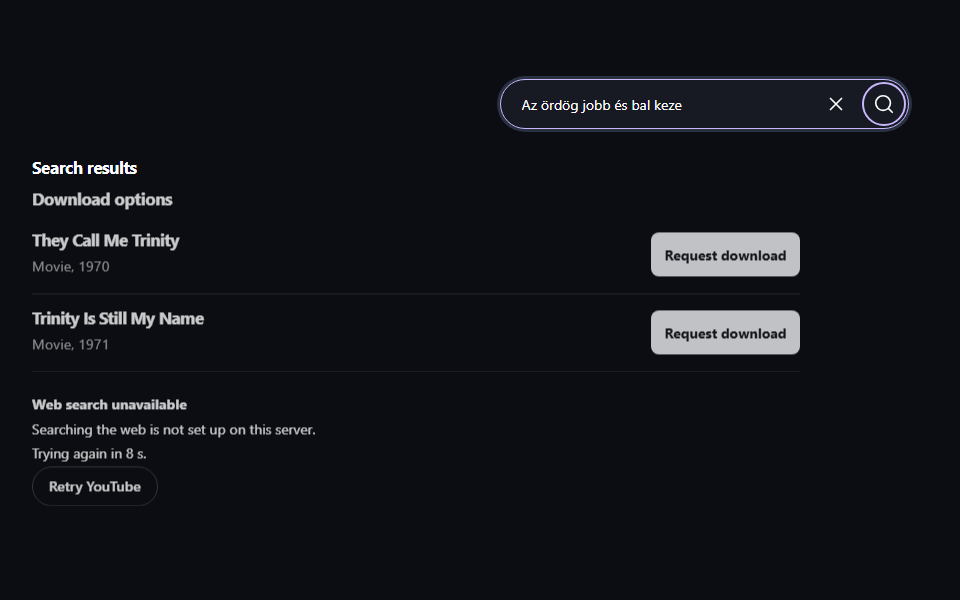 Az ördög jobb és bal keze
Search results
Download options
They Call Me Trinity
Movie, 1970
Request download
Trinity Is Still My Name
Movie, 1971
Request download
Web search unavailable
Searching the web is not set up on this server.
Trying again in 8 s.
Retry YouTube